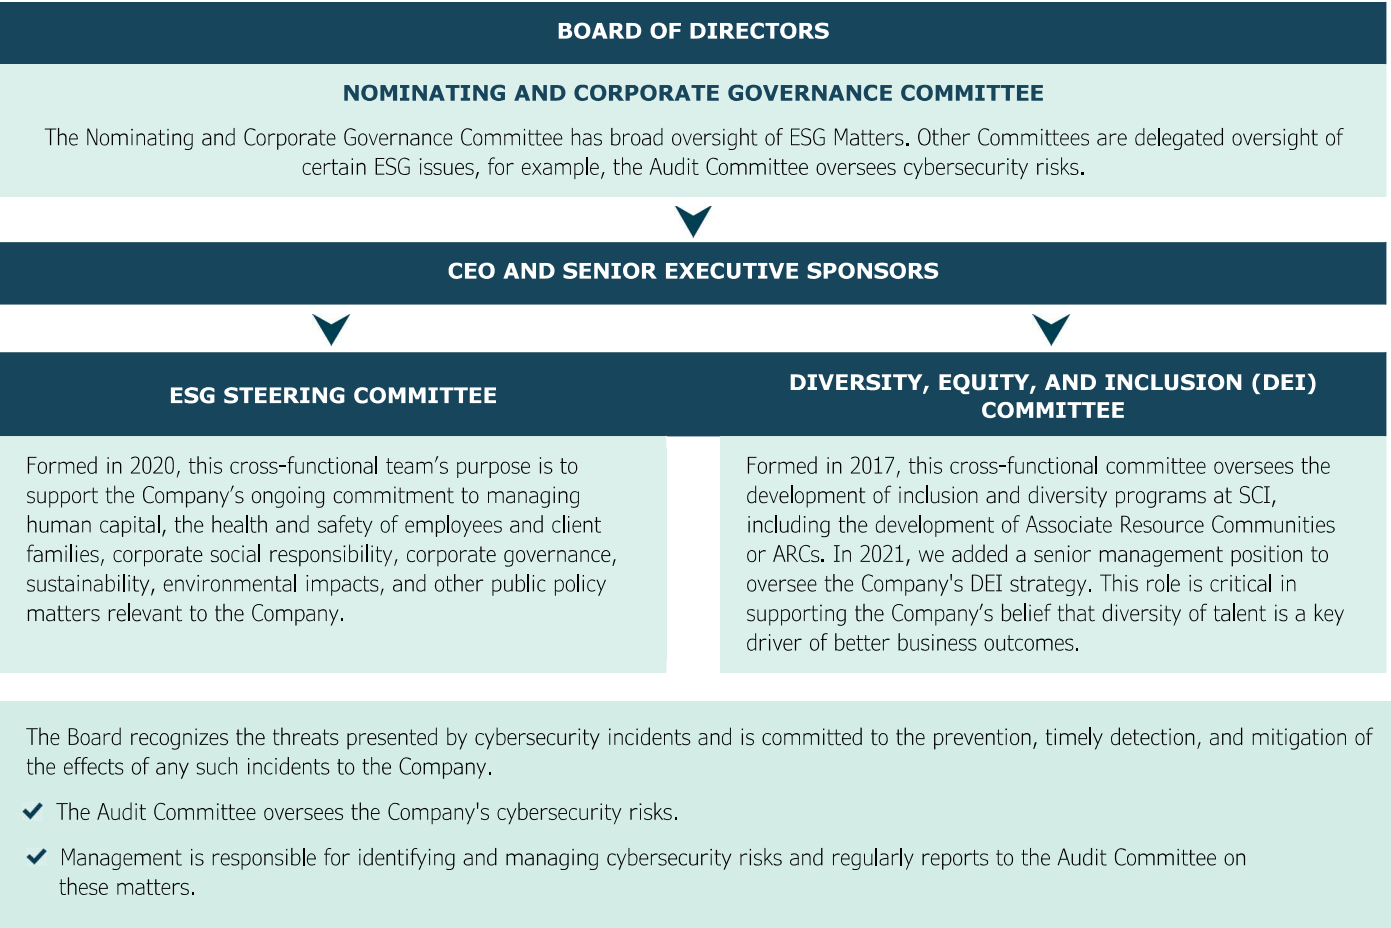 BOARD OF DIRECTORS
NOMINATING AND CORPORATE GOVERNANCE COMMITTEE
The Nominating and Corporate Governance Committee has broad oversight of ESG Matters. Other Committees are delegated oversight of
certain ESG issues, for example, the Audit Committee oversees cybersecurity risks.
CEO AND SENIOR EXECUTIVE SPONSORS
ESG STEERING COMMITTEE
Formed in 2020, this cross-functional team's purpose is to
support the Company's ongoing commitment to managing
human capital, the health and safety of employees and client
families, corporate social responsibility, corporate governance,
sustainability, environmental impacts, and other public policy
matters relevant to the Company.
DIVERSITY, EQUITY, AND INCLUSION (DEI)
COMMITTEE
Formed in 2017, this cross-functional committee oversees the
development of inclusion and diversity programs at SCI,
including the development of Associate Resource Communities
or ARCs. In 2021, we added a senior management position to
oversee the Company's DEI strategy. This role is critical in
supporting the Company's belief that diversity of talent is a key
driver of better business outcomes.
The Board recognizes the threats presented by cybersecurity incidents and is committed to the prevention, timely detection, and mitigation of
the effects of any such incidents to the Company.
The Audit Committee oversees the Company's cybersecurity risks.
Management is responsible for identifying and managing cybersecurity risks and regularly reports to the Audit Committee on
these matters.